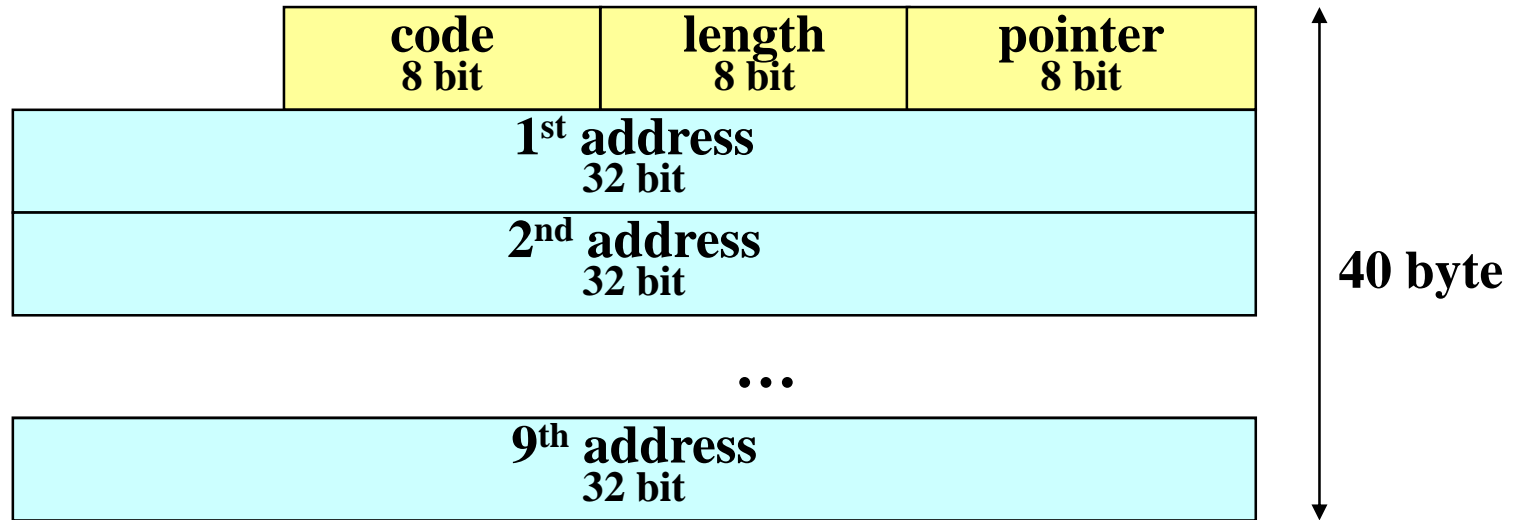 code length pointer
8 bit 8 bit 8 bit
1st address
32 bit
2nd address
32 bit
40 byte
...
9th address
32 bit